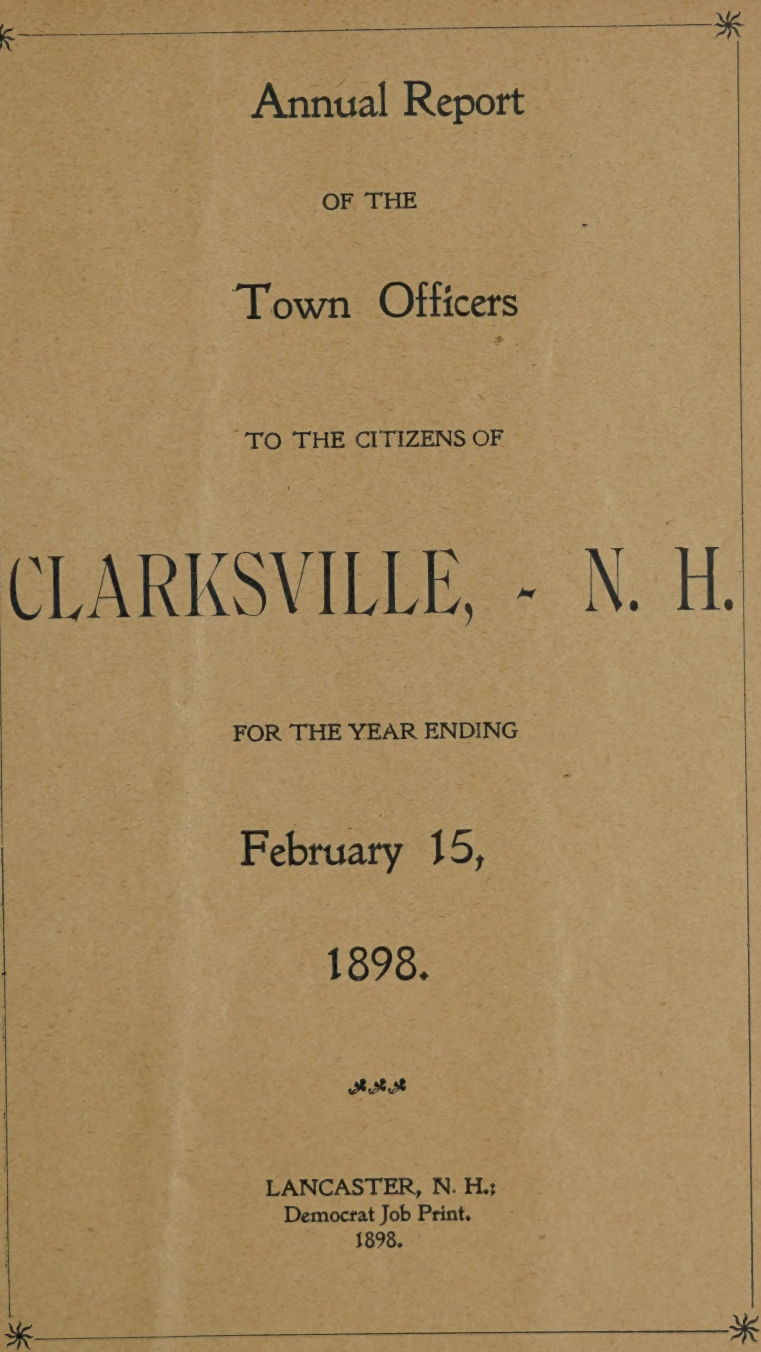 Annual Report
OF THE
Town Officers
TO THE CITIZENS OF
CLARKSVILLE, - N. H.
FOR THE YEAR ENDING
February 15,
1898.
LANCASTER, N. H.;
Democrat Job Print.
1898.